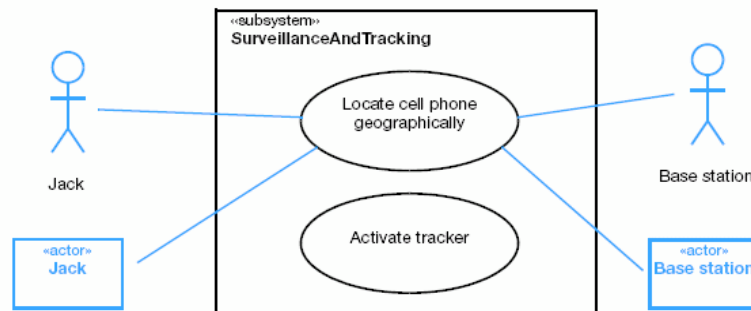 «subsystem»
SurveillanceAndTracking
Locate cell phone
geographically
Jack
Base station
Activate tracker
«actor»
Jack
«actor»
Base station